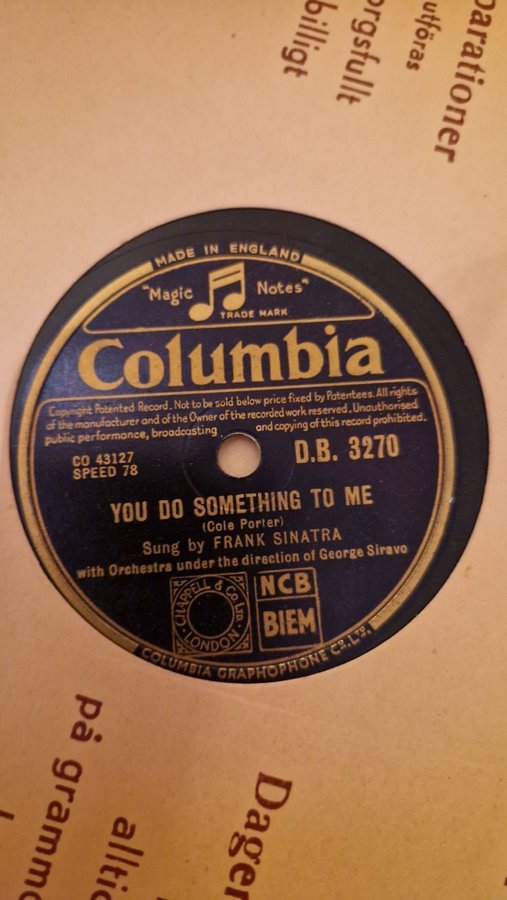 parationer
utföras
orgsfullt
billigt
MADE IN ENGLAND
"Magic Notes"
TRADE MARK
Columbia
Copyright Patented Record. Not to be sold below price fixed by Patentees. All rights
of the manufacturer and of the Owner of the recorded work reserved. Unauthorised
public performance, broadcasting and copying of this record prohibited.
CO 43127
SPEED 78
D.B. 3270
YOU DO SOMETHING TO ME
(Cole Porter)
Sung by FRANK SINATRA
with Orchestra under the direction of George Siravo
CHAPPELL & Co Ltd
LONDON
NCB
BIEM
COLUMBIA GRAPHOPHONE Co. LTD.
Dager
alltid
på grammo